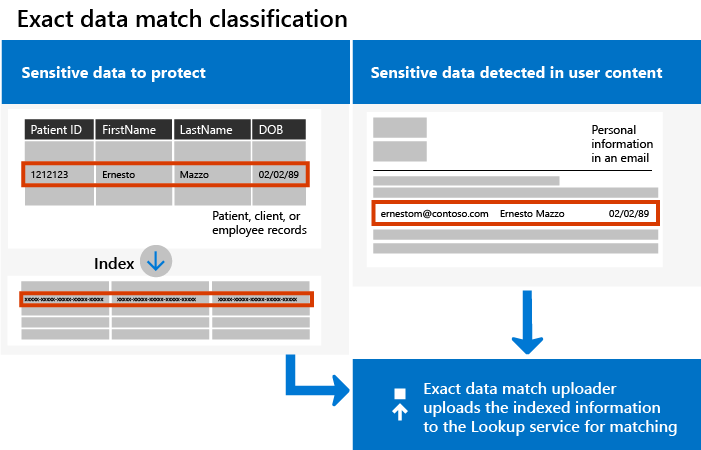 Exact data match classification
Sensitive data to protect
Patient ID FirstName LastName DOB
1212123 Ernesto Mazzo 02/02/89
Patient, client, or
employee records
Index
xxxxx-xxxxx-xxxxx-xxxxx-xxxxx xxxxx-xxxxx-xxxxx-xxxxx-xxxxx xxxxx-xxxxx-xxxxx-xxxxx-xxxxx
Sensitive data detected in user content
Personal
information
in an email
ernestom@contoso.com Ernesto Mazzo 02/02/89
Exact data match uploader
uploads the indexed information
to the Lookup service for matching